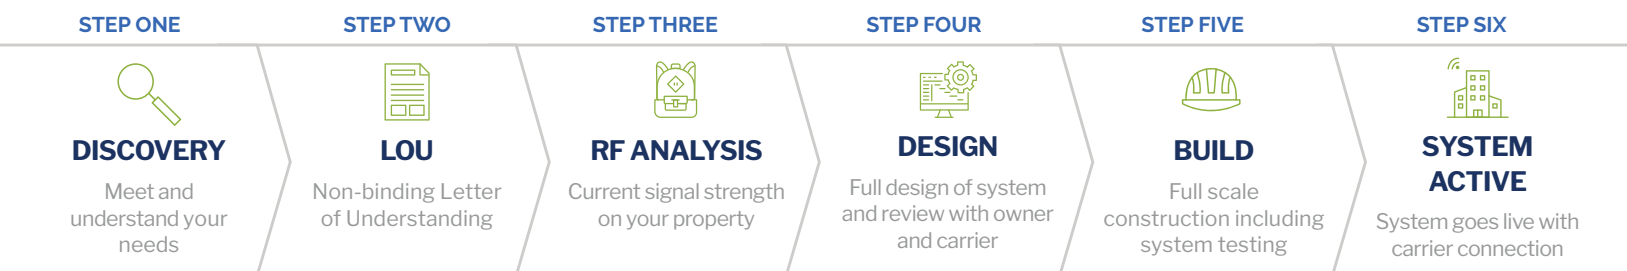 STEP ONE
DISCOVERY
Meet and
understand your
needs
STEP TWO
LOU
Non-binding Letter
of Understanding
STEP THREE
RF ANALYSIS
Current signal strength
on your property
STEP FOUR
DESIGN
Full design of system
and review with owner
and carrier
STEP FIVE
BUILD
Full scale
construction including
system testing
STEP SIX
SYSTEM
ACTIVE
System goes live with
carrier connection